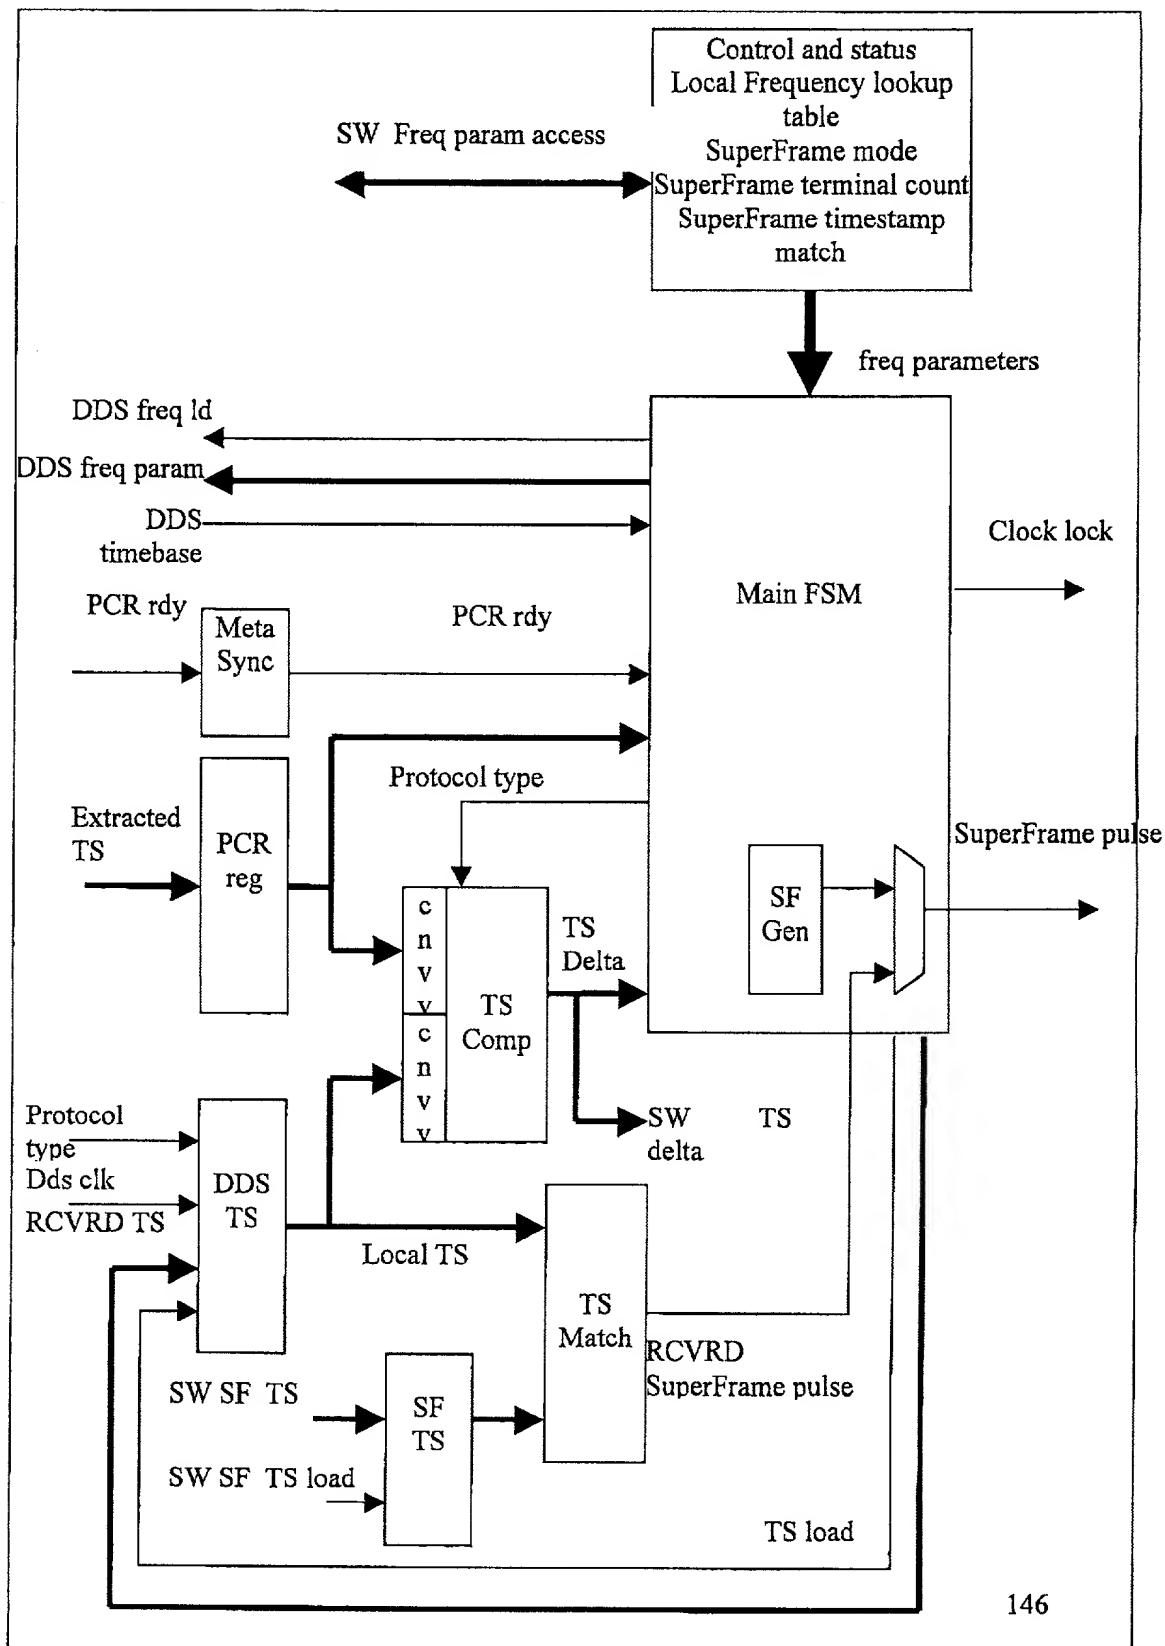 Control and status
Local Frequency lookup
table
SuperFrame mode
SuperFrame terminal count
SuperFrame timestamp
match
SW Freq param access
freq parameters
DDS freq ld
DDS freq param
DDS
timebase
Clock lock
Main FSM
PCR rdy
Meta
Sync
PCR rdy
Protocol type
Extracted
TS
PCR
reg
SuperFrame pulse
SF
Gen
c
n
v
v
TS
Delta
TS
Comp
c
n
v
v
SW TS
delta
Protocol
type
Dds clk
RCVRD TS
DDS
TS
Local TS
TS
Match
RCVRD
SuperFrame pulse
SW SF TS
SF
TS
SW SF TS load
TS load
146